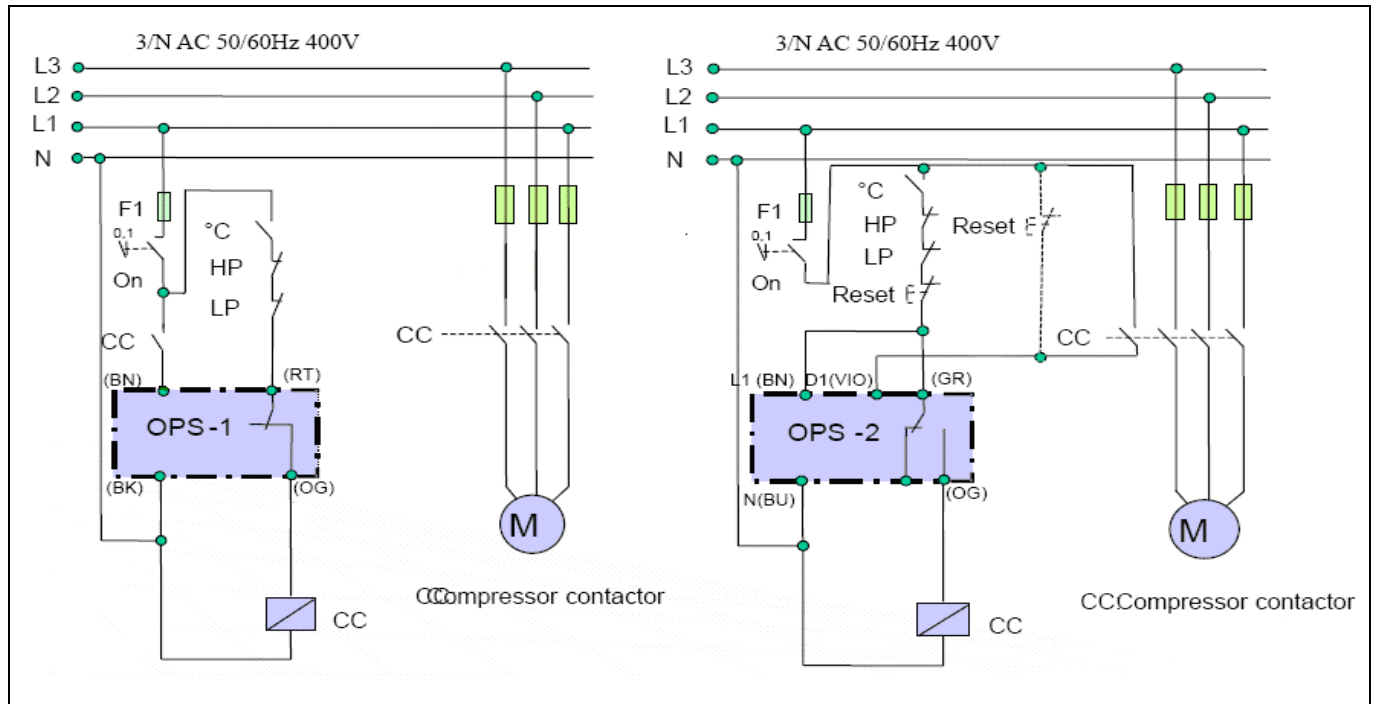 3/N AC 50/60Hz 400V
L3
L2
L1
N
F1
0,1
On
°C
HP
LP
CC
CC
(BN)
(RT)
OPS -1
(BK)
(OG)
M
CC
CCCompressor contactor
3/N AC 50/60Hz 400V
L3
L2
L1
N
F1
0,1
On
°C
HP
LP
Reset
Reset
CC
L1 (BN) D1(VIO) (GR)
OPS -2
N(BU)
(OG)
M
CC
CC:Compressor contactor